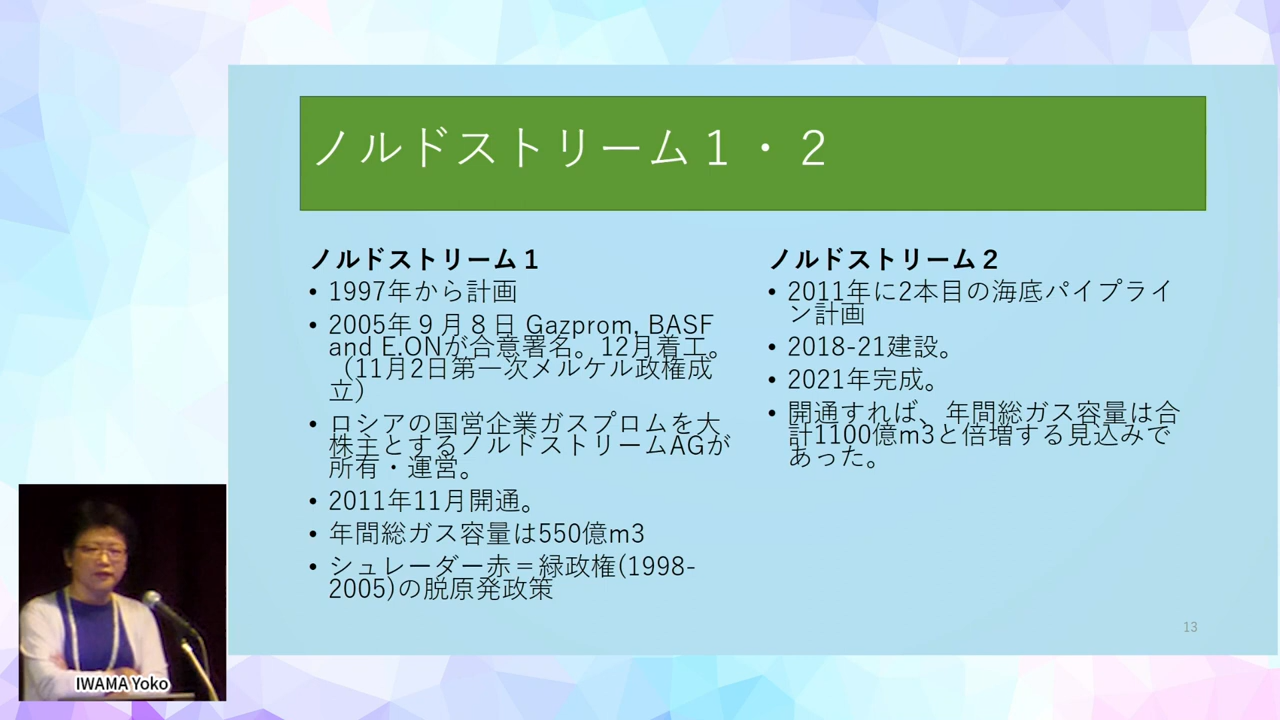 ノルドストリーム１・２
ノルドストリーム１
• 1997年から計画
• 2005年９月８日 Gazprom, BASF
and E.ONが合意署名。12月着工。
（11月2日第一次メルケル政権成
立）
• ロシアの国営企業ガスプロムを大
株主とするノルドストリームAGが
所有・運営。
• 2011年11月開通。
• 年間総ガス容量は550億m3
• シュレーダー赤＝緑政権(1998-
2005)の脱原発政策
ノルドストリーム２
• 2011年に2本目の海底パイプライ
ン計画
• 2018-21建設。
• 2021年完成。
• 開通すれば、年間総ガス容量は合
計1100億m3と倍増する見込みで
あった。
13
IWAMA Yoko